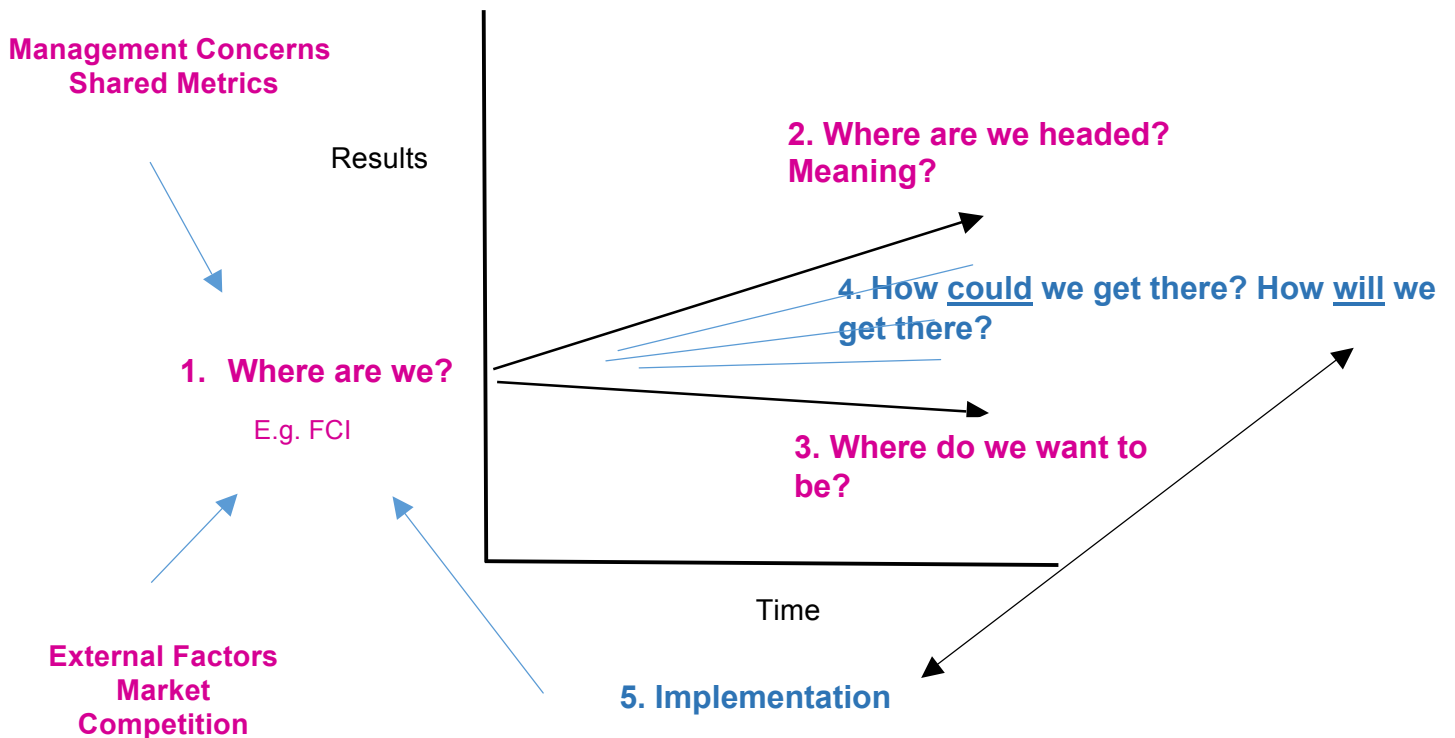 Management Concerns
Shared Metrics
Results
2. Where are we headed?
Meaning?
4. How could we get there? How will we
get there?
1. Where are we?
E.g. FCI
3. Where do we want to
be?
Time
External Factors
Market
Competition
5. Implementation